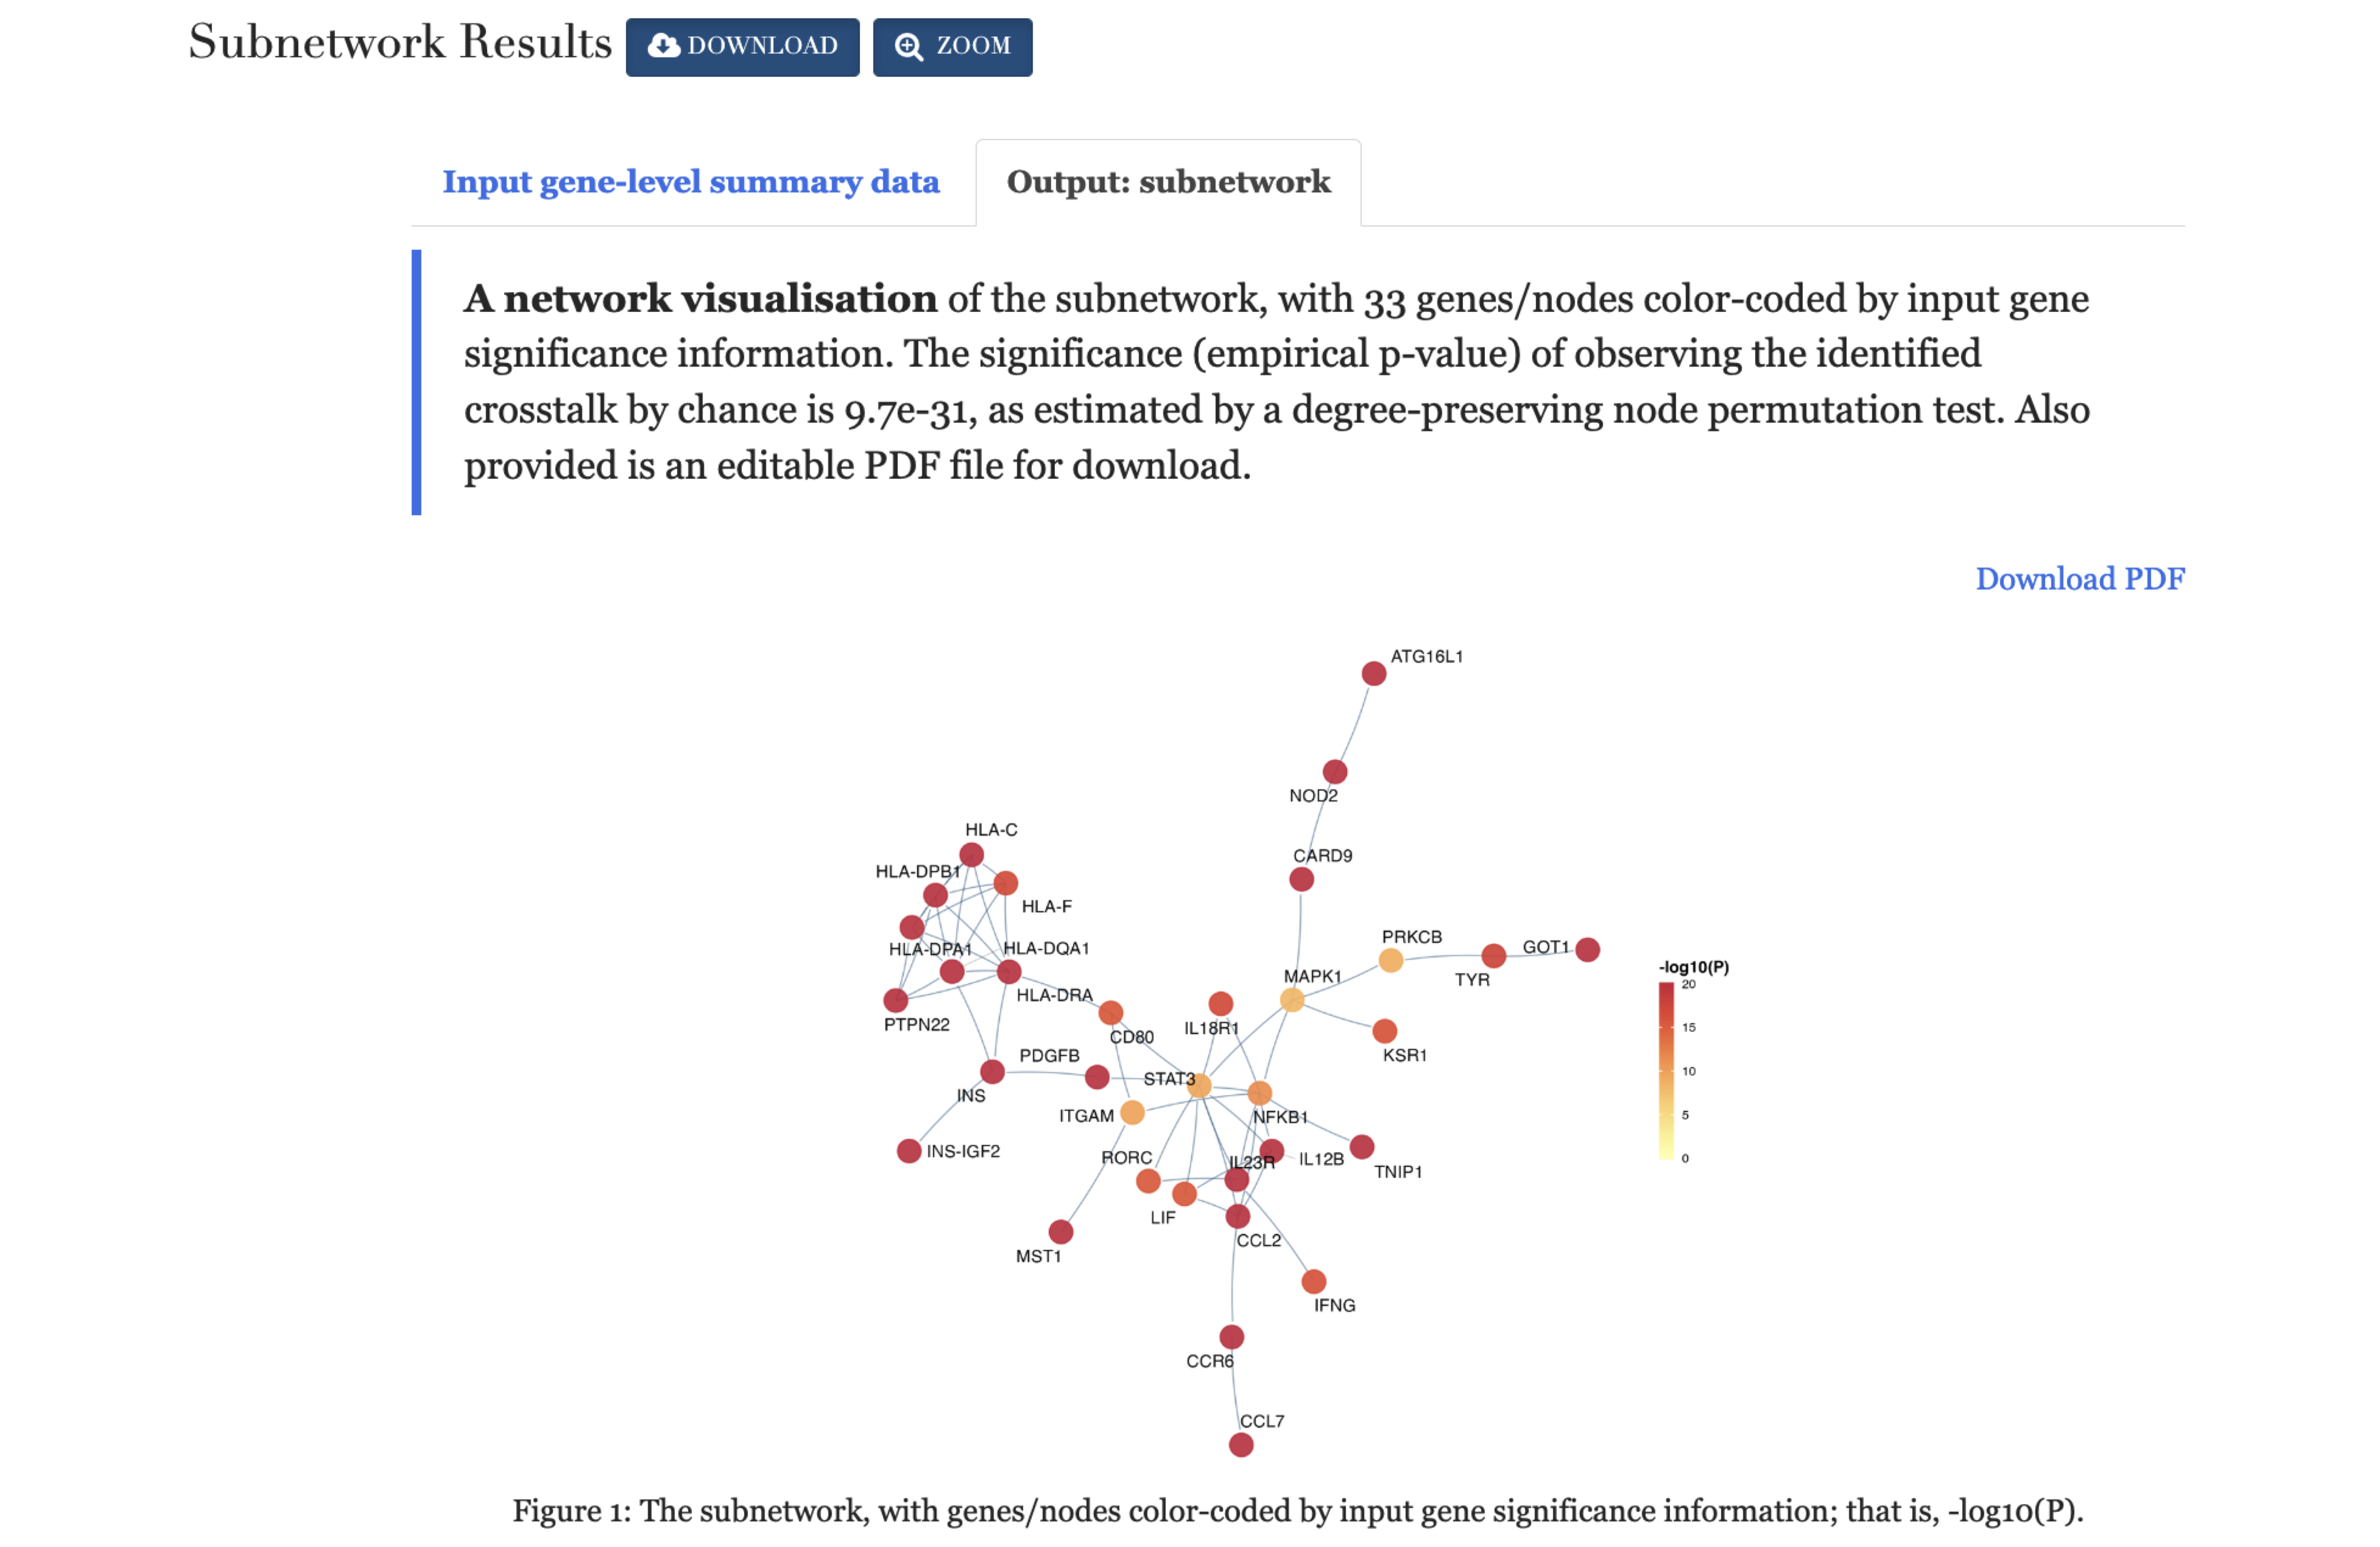 Subnetwork Results
DOWNLOAD
ZOOM
Input gene-level summary data
Output: subnetwork
A network visualisation of the subnetwork, with 33 genes/nodes color-coded by input gene
significance information. The significance (empirical p-value) of observing the identified
crosstalk by chance is 9.7e-31, as estimated by a degree-preserving node permutation test. Also
provided is an editable PDF file for download.
Download PDF
ATG16L1
NOD2
HLA-C
CARD9
HLA-DPB1
HLA-F
PRKCB
HLA-DPA1
HLA-DQA1
GOT1
TYR
MAPK1
HLA-DRA
PTPN22
IL18R1
CD80
PDGFB
KSR1
STAT3
INS
ITGAM
NFKB1
INS-IGF2
RORC
IL23R
IL12B
TNIP1
LIF
CCL2
MST1
IFNG
CCR6
CCL7
-log10(P)
20
15
10
5
0
Figure 1: The subnetwork, with genes/nodes color-coded by input gene significance information; that is, -log10(P).